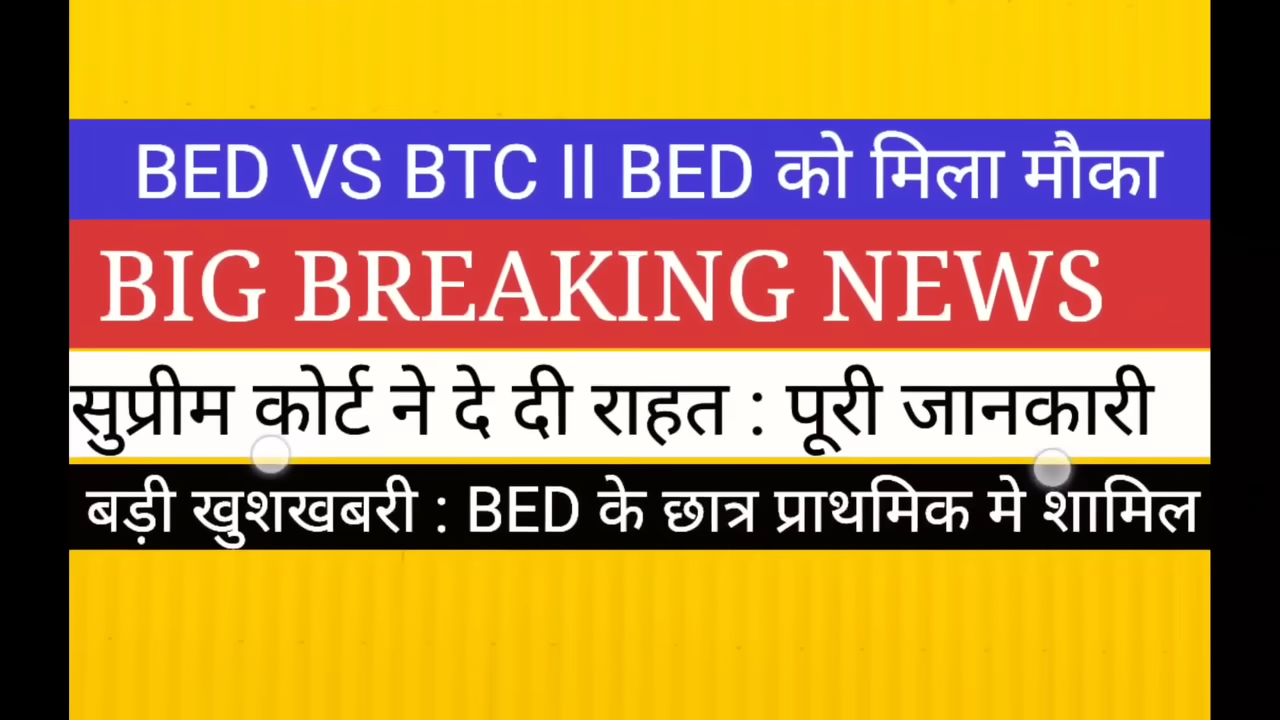 BED VS BTC II BED को मिला मौका
BIG BREAKING NEWS
सुप्रीम कोर्ट ने दे दी राहत : पूरी जानकारी
बड़ी खुशखबरी : BED के छात्र प्राथमिक मे शामिल